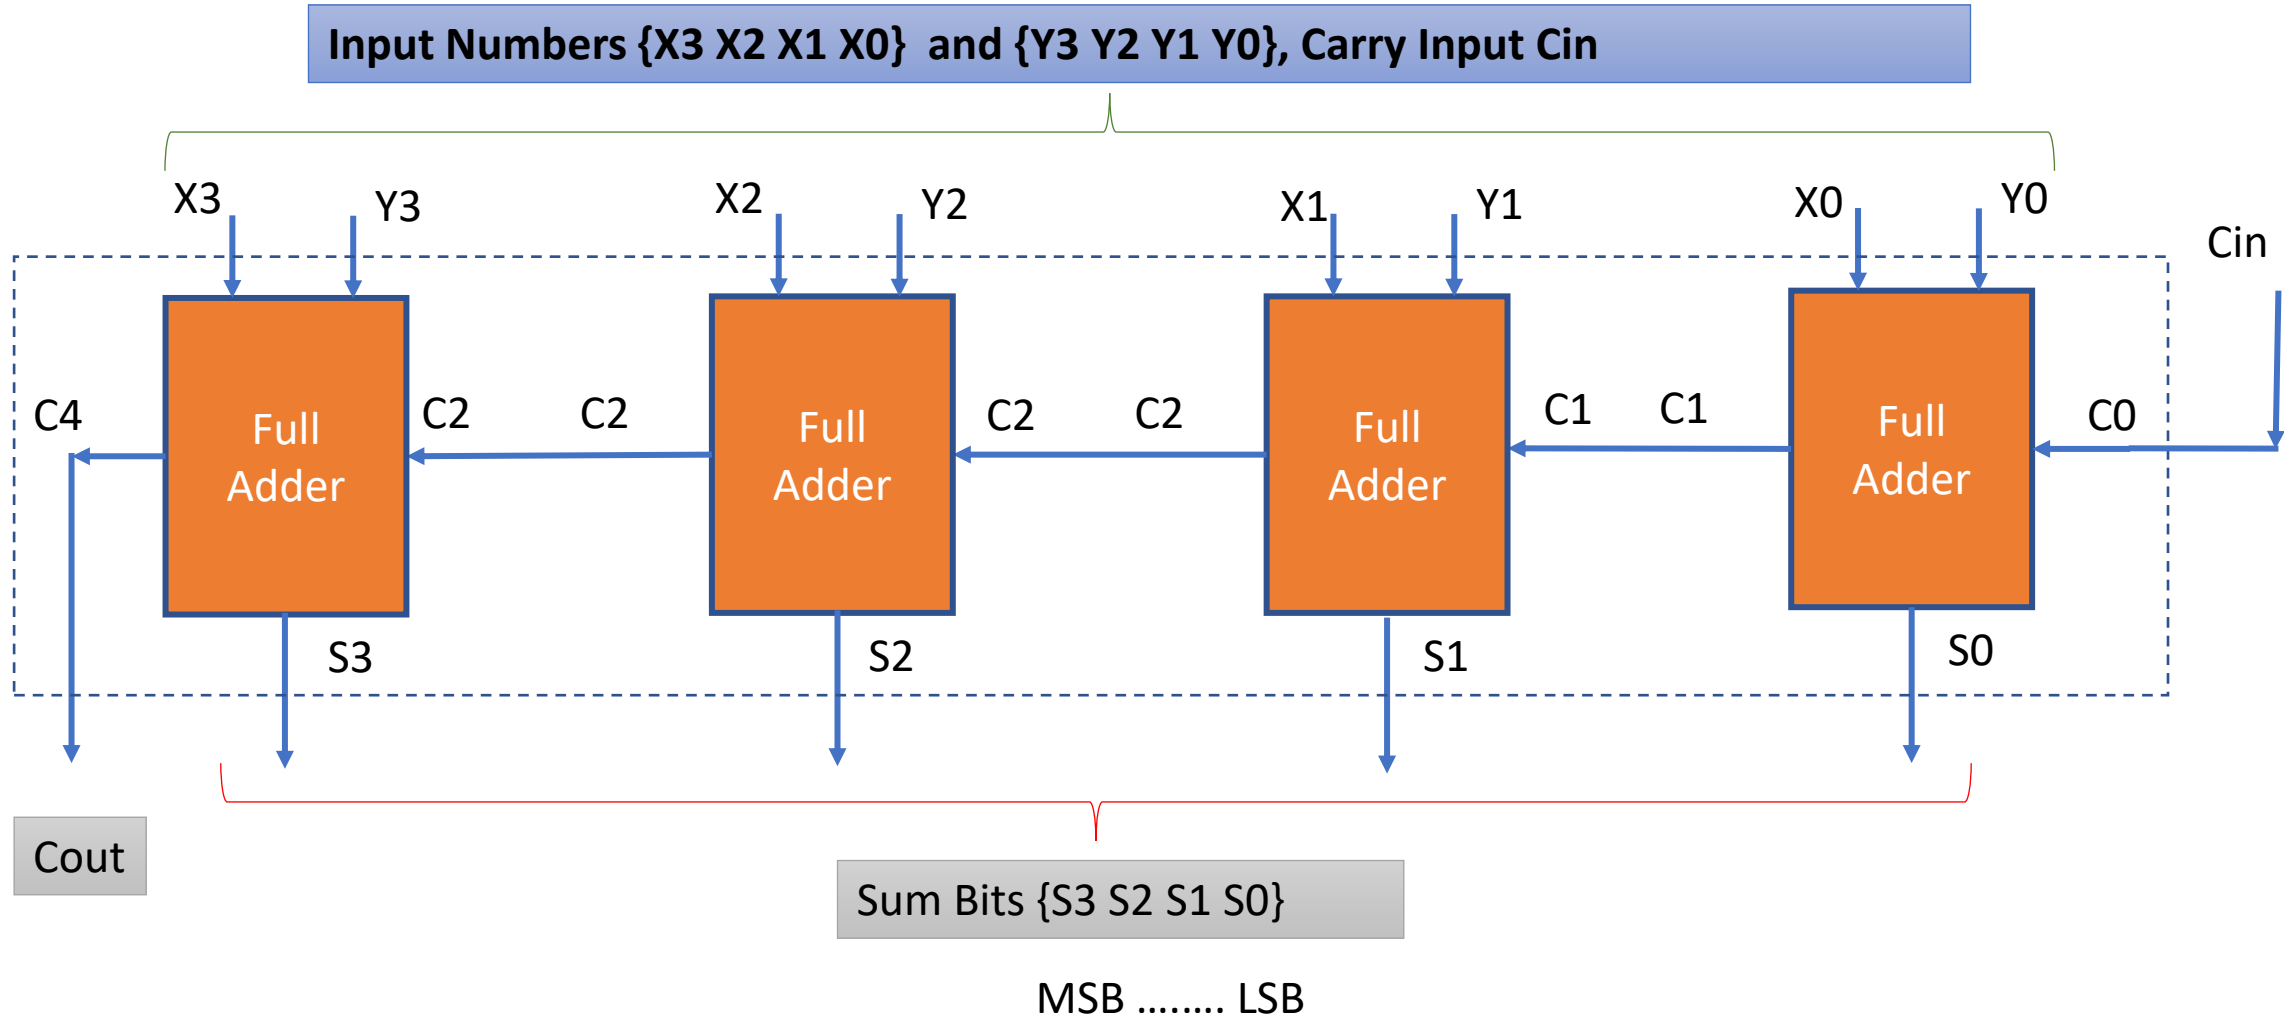 Input Numbers {X3 X2 X1 X0}  and {Y3 Y2 Y1 Y0}, Carry Input Cin
X3 Y3 X2 Y2 X1 Y1 X0 Y0
Cin
C4 C2 C2 C2 C2 C1 C1 C0
Full
Adder
Full
Adder
Full
Adder
Full
Adder
S3 S2 S1 S0
Cout
Sum Bits {S3 S2 S1 S0}
MSB ........ LSB